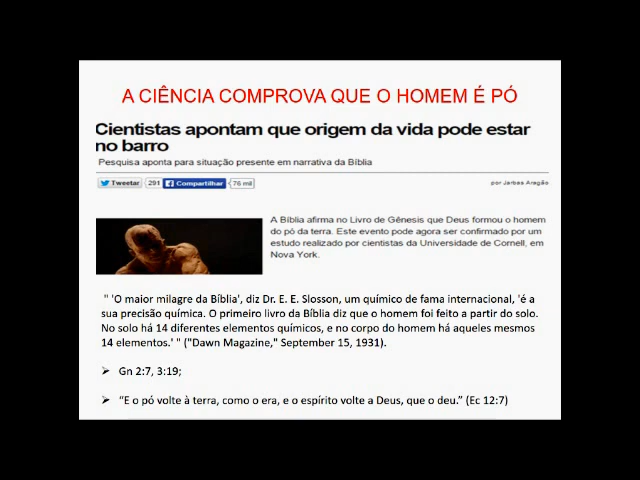 A CIÊNCIA COMPROVA QUE O HOMEM É PÓ
Cientistas apontam que origem da vida pode estar
no barro
Pesquisa aponta para situação presente em narrativa da Bíblia
Tweetar 291 Compartilhar 76 mil
por Jarbas Aragão
A Bíblia afirma no Livro de Gênesis que Deus formou o homem
do pó da terra. Este evento pode agora ser confirmado por um
estudo realizado por cientistas da Universidade de Cornell, em
Nova York.
" 'O maior milagre da Bíblia', diz Dr. E. E. Slosson, um químico de fama internacional, 'é a
sua precisão química. O primeiro livro da Bíblia diz que o homem foi feito a partir do solo.
No solo há 14 diferentes elementos químicos, e no corpo do homem há aqueles mesmos
14 elementos.' " ("Dawn Magazine," September 15, 1931).
Gn 2:7, 3:19;
“E o pó volte à terra, como o era, e o espírito volte a Deus, que o deu.” (Ec 12:7)